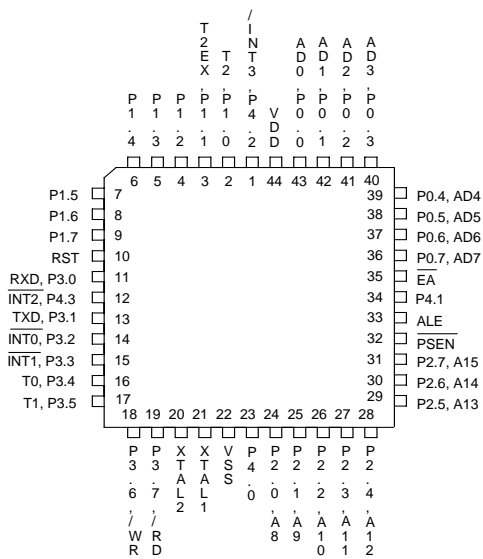 P1.4
P1.3
P1.2
T2EX,P1.1
T2,P1.0
/INT3,P4.2
VDD
AD0,P0.0
AD1,P0.1
AD2,P0.2
AD3,P0.3
6 5 4 3 2 1 44 43 42 41 40
P1.5 7
P1.6 8
P1.7 9
RST 10
RXD, P3.0 11
INT2, P4.3 12
TXD, P3.1 13
INT0, P3.2 14
INT1, P3.3 15
T0, P3.4 16
T1, P3.5 17
39 P0.4, AD4
38 P0.5, AD5
37 P0.6, AD6
36 P0.7, AD7
35 EA
34 P4.1
33 ALE
32 PSEN
31 P2.7, A15
30 P2.6, A14
29 P2.5, A13
18 19 20 21 22 23 24 25 26 27 28
P3.6,/WR
P3.7,/RD
XTAL2
XTAL1
VSS
P4.0
P2.0,A8
P2.1,A9
P2.2,A10
P2.3,A11
P2.4,A12